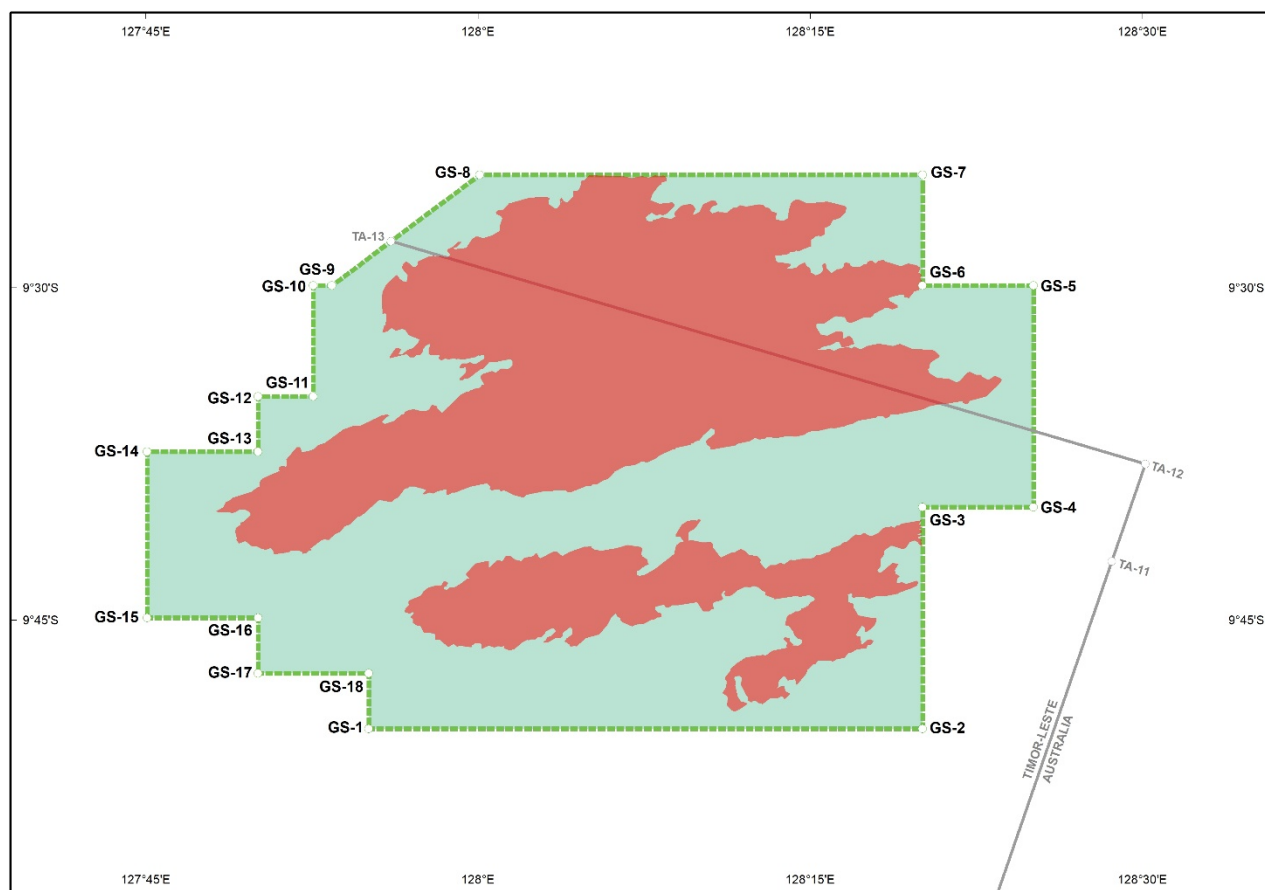 127°45'E
128°E
128°15'E
128°30'E
GS-8
GS-7
TA-13
GS-9
GS-6
9°30'S
GS-10
GS-5
9°30'S
GS-11
GS-12
GS-13
GS-14
TA-12
GS-3
GS-4
TA-11
9°45'S
GS-15
GS-16
9°45'S
GS-17
GS-18
GS-1
GS-2
TIMOR-LESTE
AUSTRALIA
127°45'E
128°E
128°15'E
128°30'E